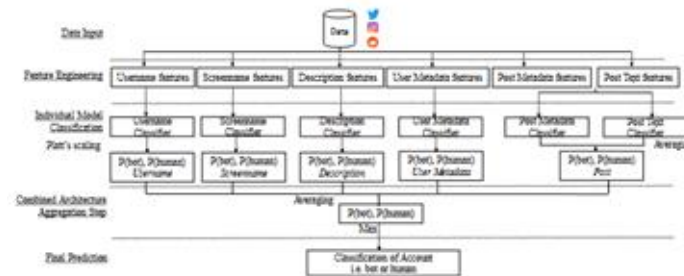 Data Input
Data
Feature Engineering
Username features
Screenname features
Description features
User Metadata features
Post Metadata features
Post Text features
Individual Model
Classification
Username
Classifier
Screenname
Classifier
Description
Classifier
User Metadata
Classifier
Post Metadata
Classifier
Post Text
Classifier
Platt's scaling
Averaging
P(bot), P(human)
Username
P(bot), P(human)
Screenname
P(bot), P(human)
Description
P(bot), P(human)
User Metadata
P(bot), P(human)
Post
Combined Architecture
Aggregation Step
Averaging
P(bot), P(human)
Max
Final Prediction
Classification of Account
i.e. bot or human